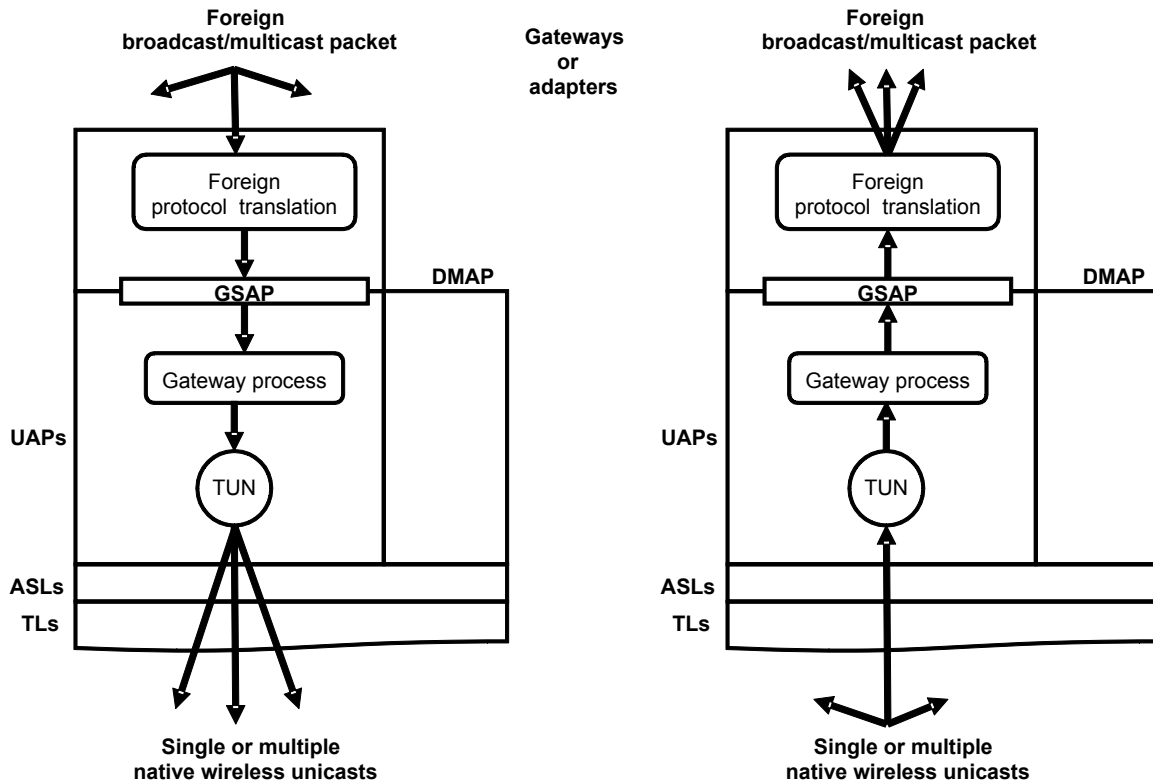 Foreign
broadcast/multicast packet
Gateways
or
adapters
Foreign
broadcast/multicast packet
Foreign
protocol translation
Foreign
protocol translation
DMAP
GSAP
DMAP
GSAP
Gateway process
Gateway process
UAPs
UAPs
TUN
TUN
ASLs
ASLs
TLs
TLs
Single or multiple
native wireless unicasts
Single or multiple
native wireless unicasts